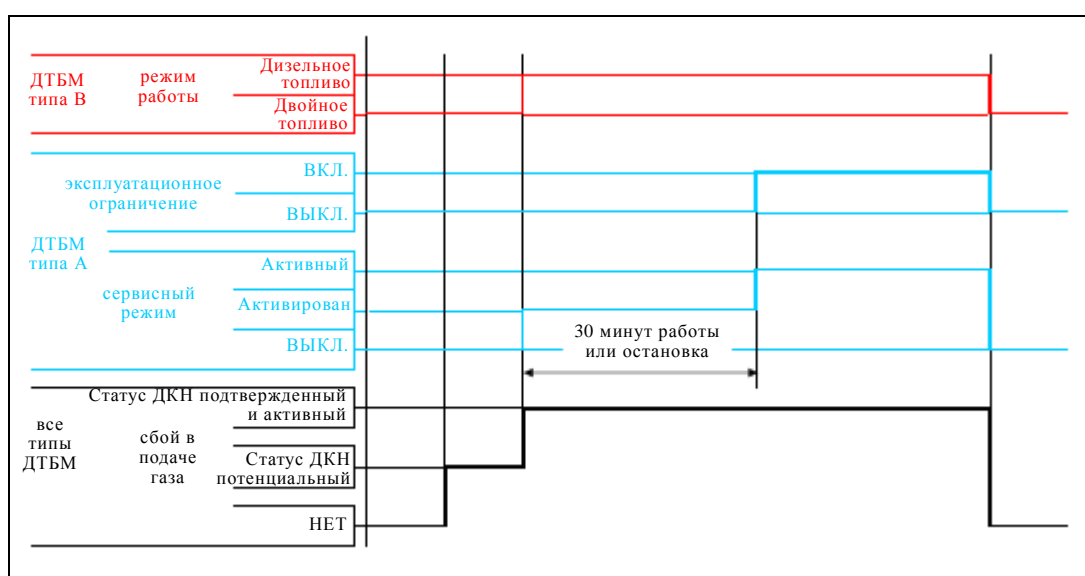 ДТБМ
типа В
режим
работы
Дизельное
топливо
Двойное
топливо
ДТБМ
типа А
эксплуатационное
ограничение
ВКЛ.
ВЫКЛ.
сервисный
режим
Активный
Активирован
ВЫКЛ.
30 минут работы
или остановка
все
типы
ДТБМ
сбой в
подаче
газа
Статус ДКН подтвержденный
и активный
Статус ДКН
потенциальный
НЕТ